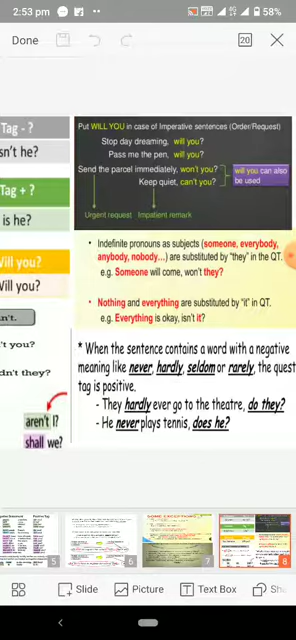 2:53 pm
58%
Done
20
Tag - ?
sn't he?
Tag + ?
is he?
Will you?
Will you?
n't.
't you?
dn't they?
aren't I?
shall we?
Put WILL YOU in case of Imperative sentences (Order/Request)
Stop day dreaming, will you?
Pass me the pen, will you?
Send the parcel immediately, won't you?
Keep quiet, can't you?
will you can also
be used
Urgent request
Impatient remark
• Indefinite pronouns as subjects (someone, everybody,
anybody, nobody...) are substituted by "they" in the QT.
e.g. Someone will come, won't they?
• Nothing and everything are substituted by "it" in QT.
e.g. Everything is okay, isn't it?
* When the sentence contains a word with a negative
meaning like never, hardly, seldom or rarely, the quest
tag is positive.
- They hardly ever go to the theatre, do they?
- He never plays tennis, does he?
5
6
7
8
Slide
Picture
Text Box
Sh